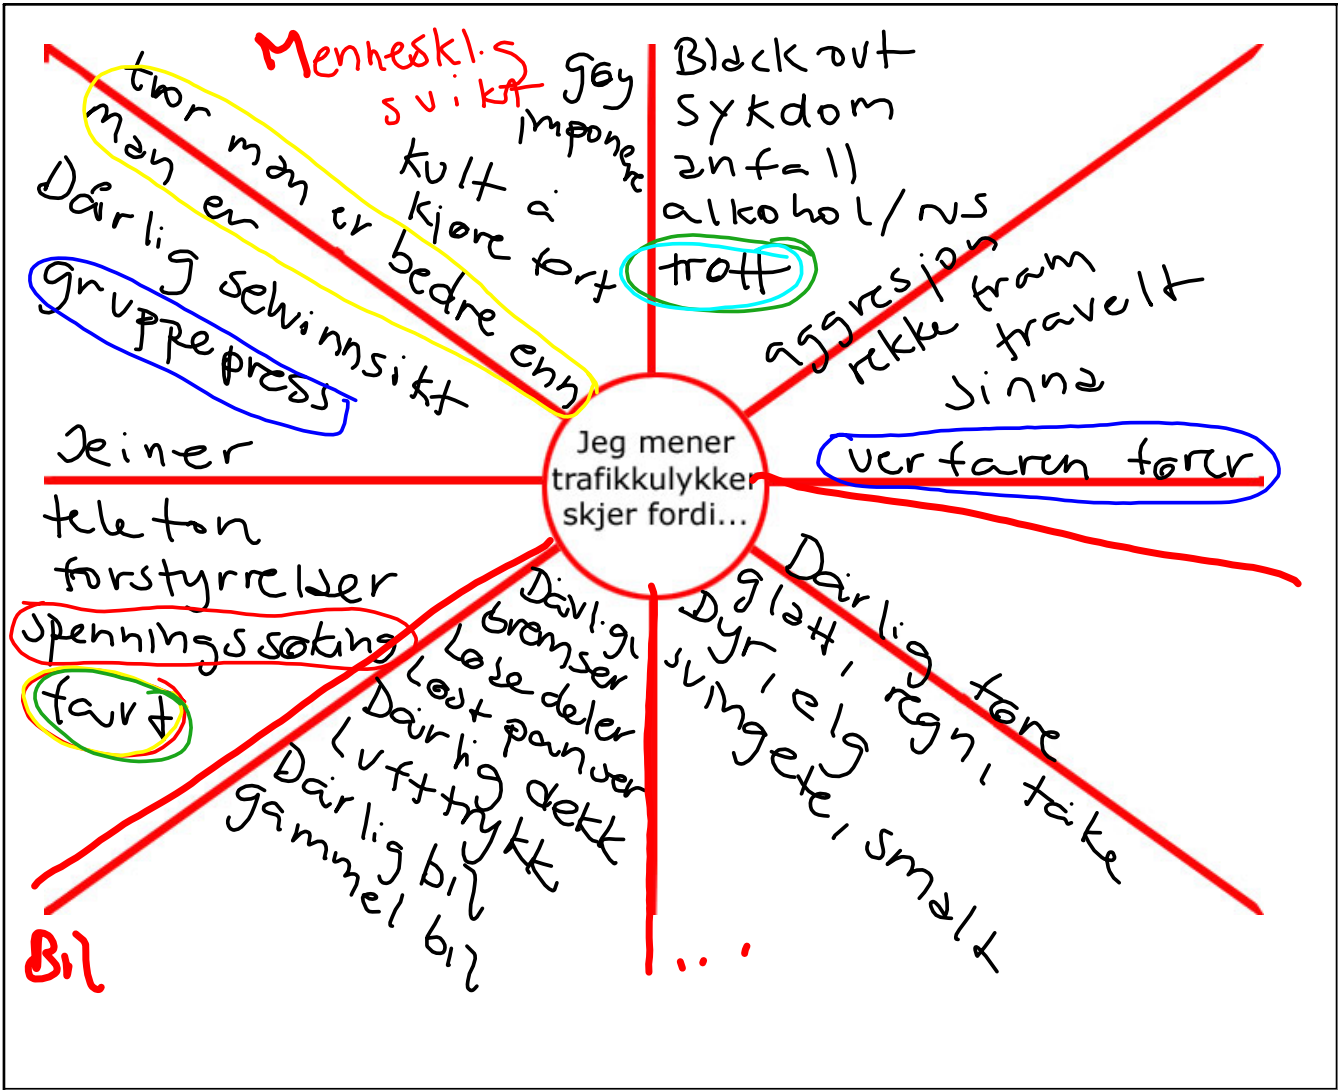 Mennesklig
svikt
gøy
imponere
kult å
kjøre fort
tror man er bedre enn
man er
Dårlig selvinnsikt
gruppepress
Blackout
sykdom
anfall
alkohol/rus
trøtt
aggresjon
rekke fram
travelt
sinna
uerfaren fører
Jeg mener
trafikkulykker
skjer fordi...
telefon
forstyrrelser
spenningssøking
fart
Dårlige
bremser
Løse deler
Løst panser
Dårlig dekk
Lufttrykk
Dårlig bil
gammel bil
Dårlig føre
glatt, regn, tåke
Dyr, elg
svingete, smalt
Bil
...